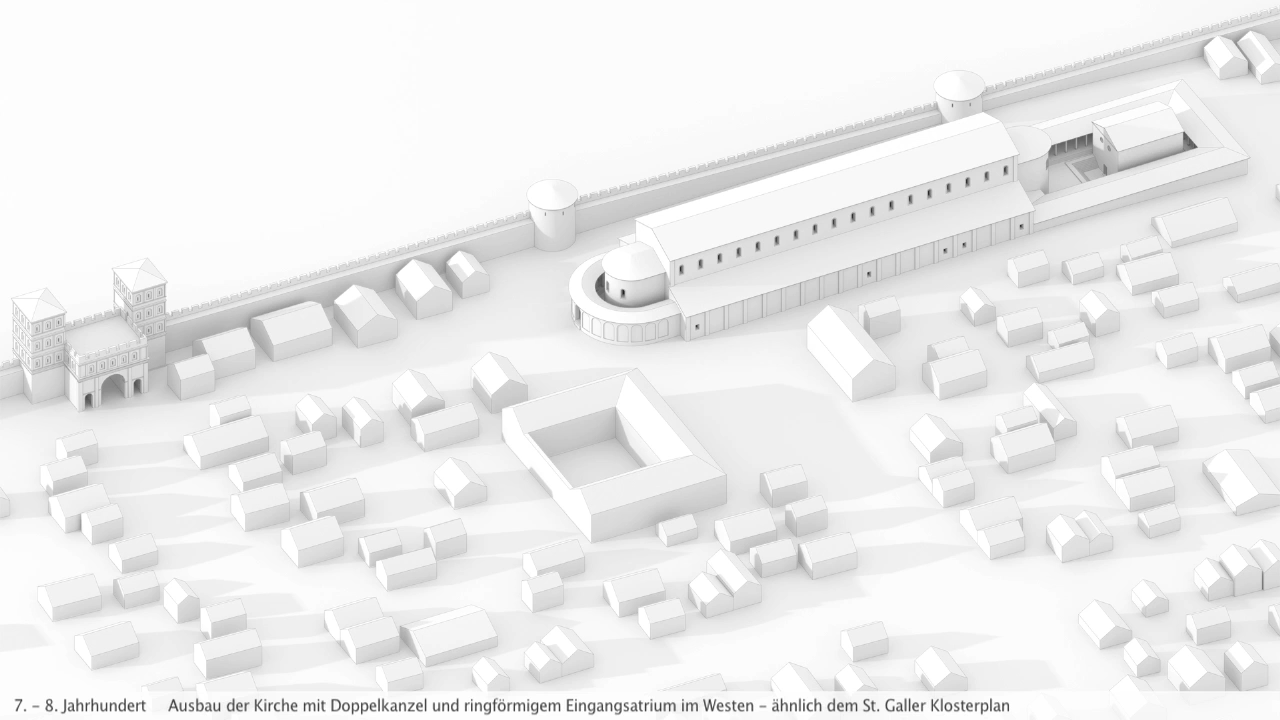 7. – 8. Jahrhundert Ausbau der Kirche mit Doppelkanzel und ringförmigem Eingangsatrium im Westen – ähnlich dem St. Galler Klosterplan